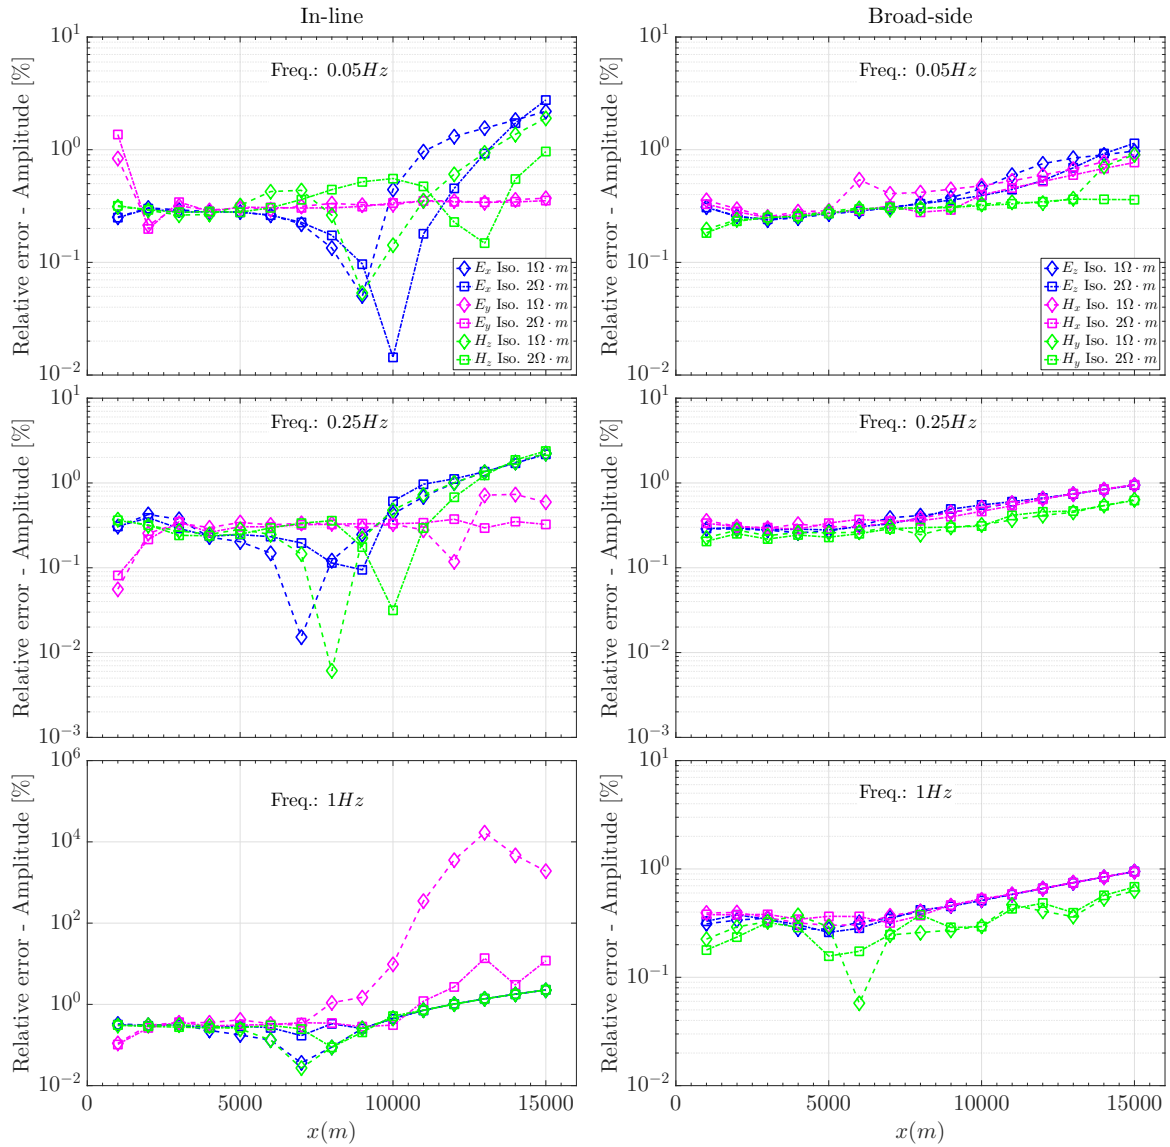 In-line
Broad-side
Relative error - Amplitude [%]
10^1
10^0
10^-1
10^-2
Freq.: 0.05Hz
E_x Iso. 1Ω · m
E_x Iso. 2Ω · m
E_y Iso. 1Ω · m
E_y Iso. 2Ω · m
H_z Iso. 1Ω · m
H_z Iso. 2Ω · m
Relative error - Amplitude [%]
10^1
10^0
10^-1
10^-2
Freq.: 0.05Hz
E_z Iso. 1Ω · m
E_z Iso. 2Ω · m
H_x Iso. 1Ω · m
H_x Iso. 2Ω · m
H_y Iso. 1Ω · m
H_y Iso. 2Ω · m
Relative error - Amplitude [%]
10^1
10^0
10^-1
10^-2
10^-3
Freq.: 0.25Hz
Relative error - Amplitude [%]
10^1
10^0
10^-1
10^-2
10^-3
Freq.: 0.25Hz
Relative error - Amplitude [%]
10^6
10^4
10^2
10^0
10^-2
Freq.: 1Hz
0 5000 10000 15000
x(m)
Relative error - Amplitude [%]
10^1
10^0
10^-1
10^-2
Freq.: 1Hz
0 5000 10000 15000
x(m)